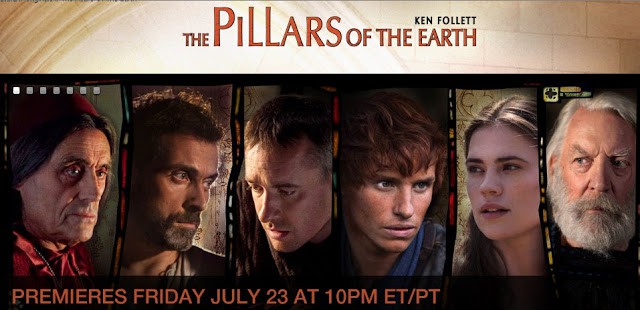 KEN FOLLETT
THE PILLARS OF THE EARTH
PREMIERES FRIDAY JULY 23 AT 10PM ET/PT